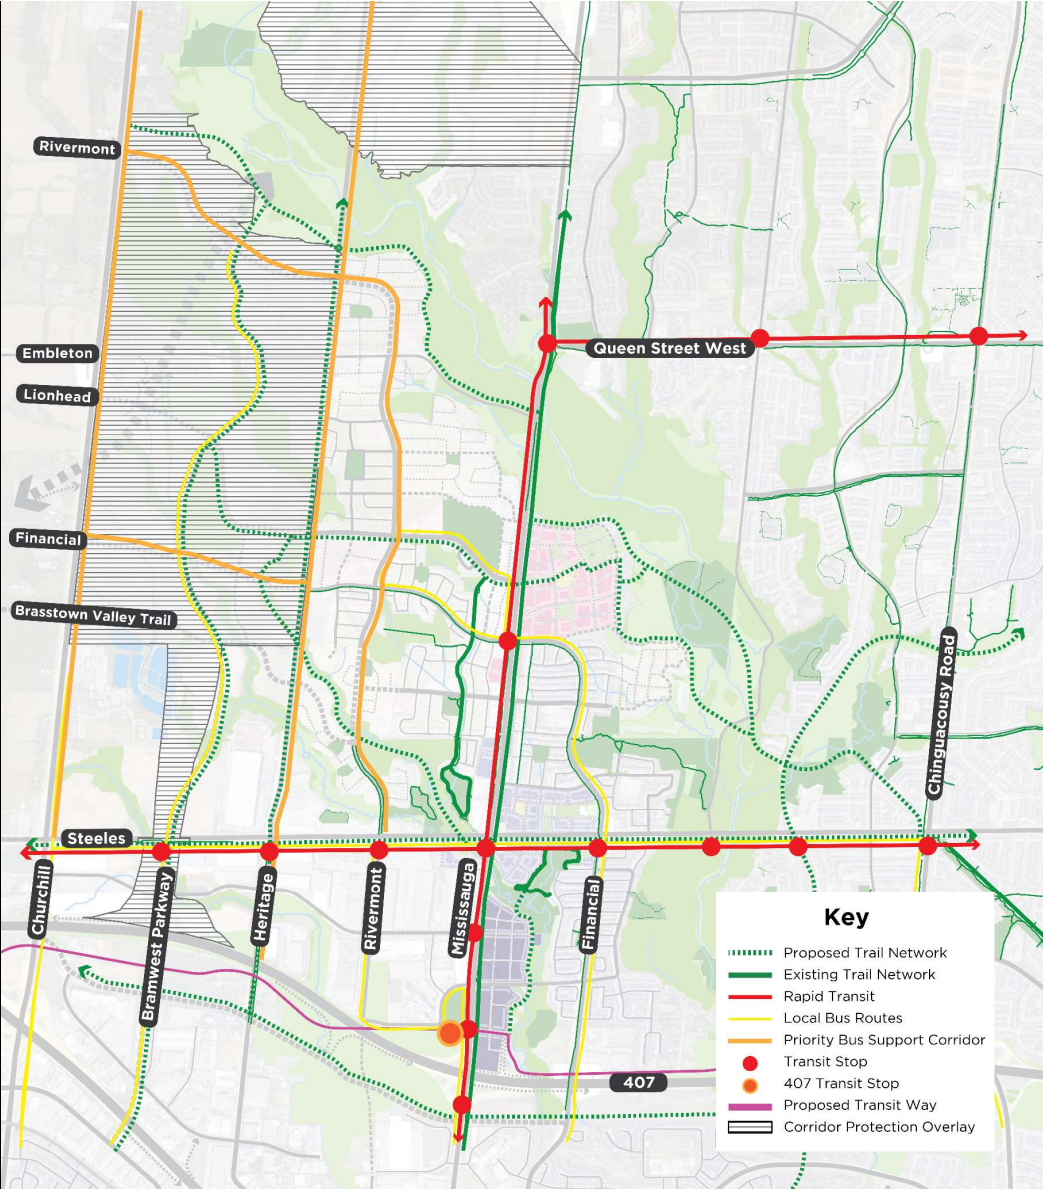 Rivermont
Embleton
Queen Street West
Lionhead
Financial
Brasstown Valley Trail
Chinguacousy Road
Steeles
Churchill
Bramwest Parkway
Heritage
Rivermont
Mississauga
Financial
407
Key
Proposed Trail Network
Existing Trail Network
Rapid Transit
Local Bus Routes
Priority Bus Support Corridor
Transit Stop
407 Transit Stop
Proposed Transit Way
Corridor Protection Overlay